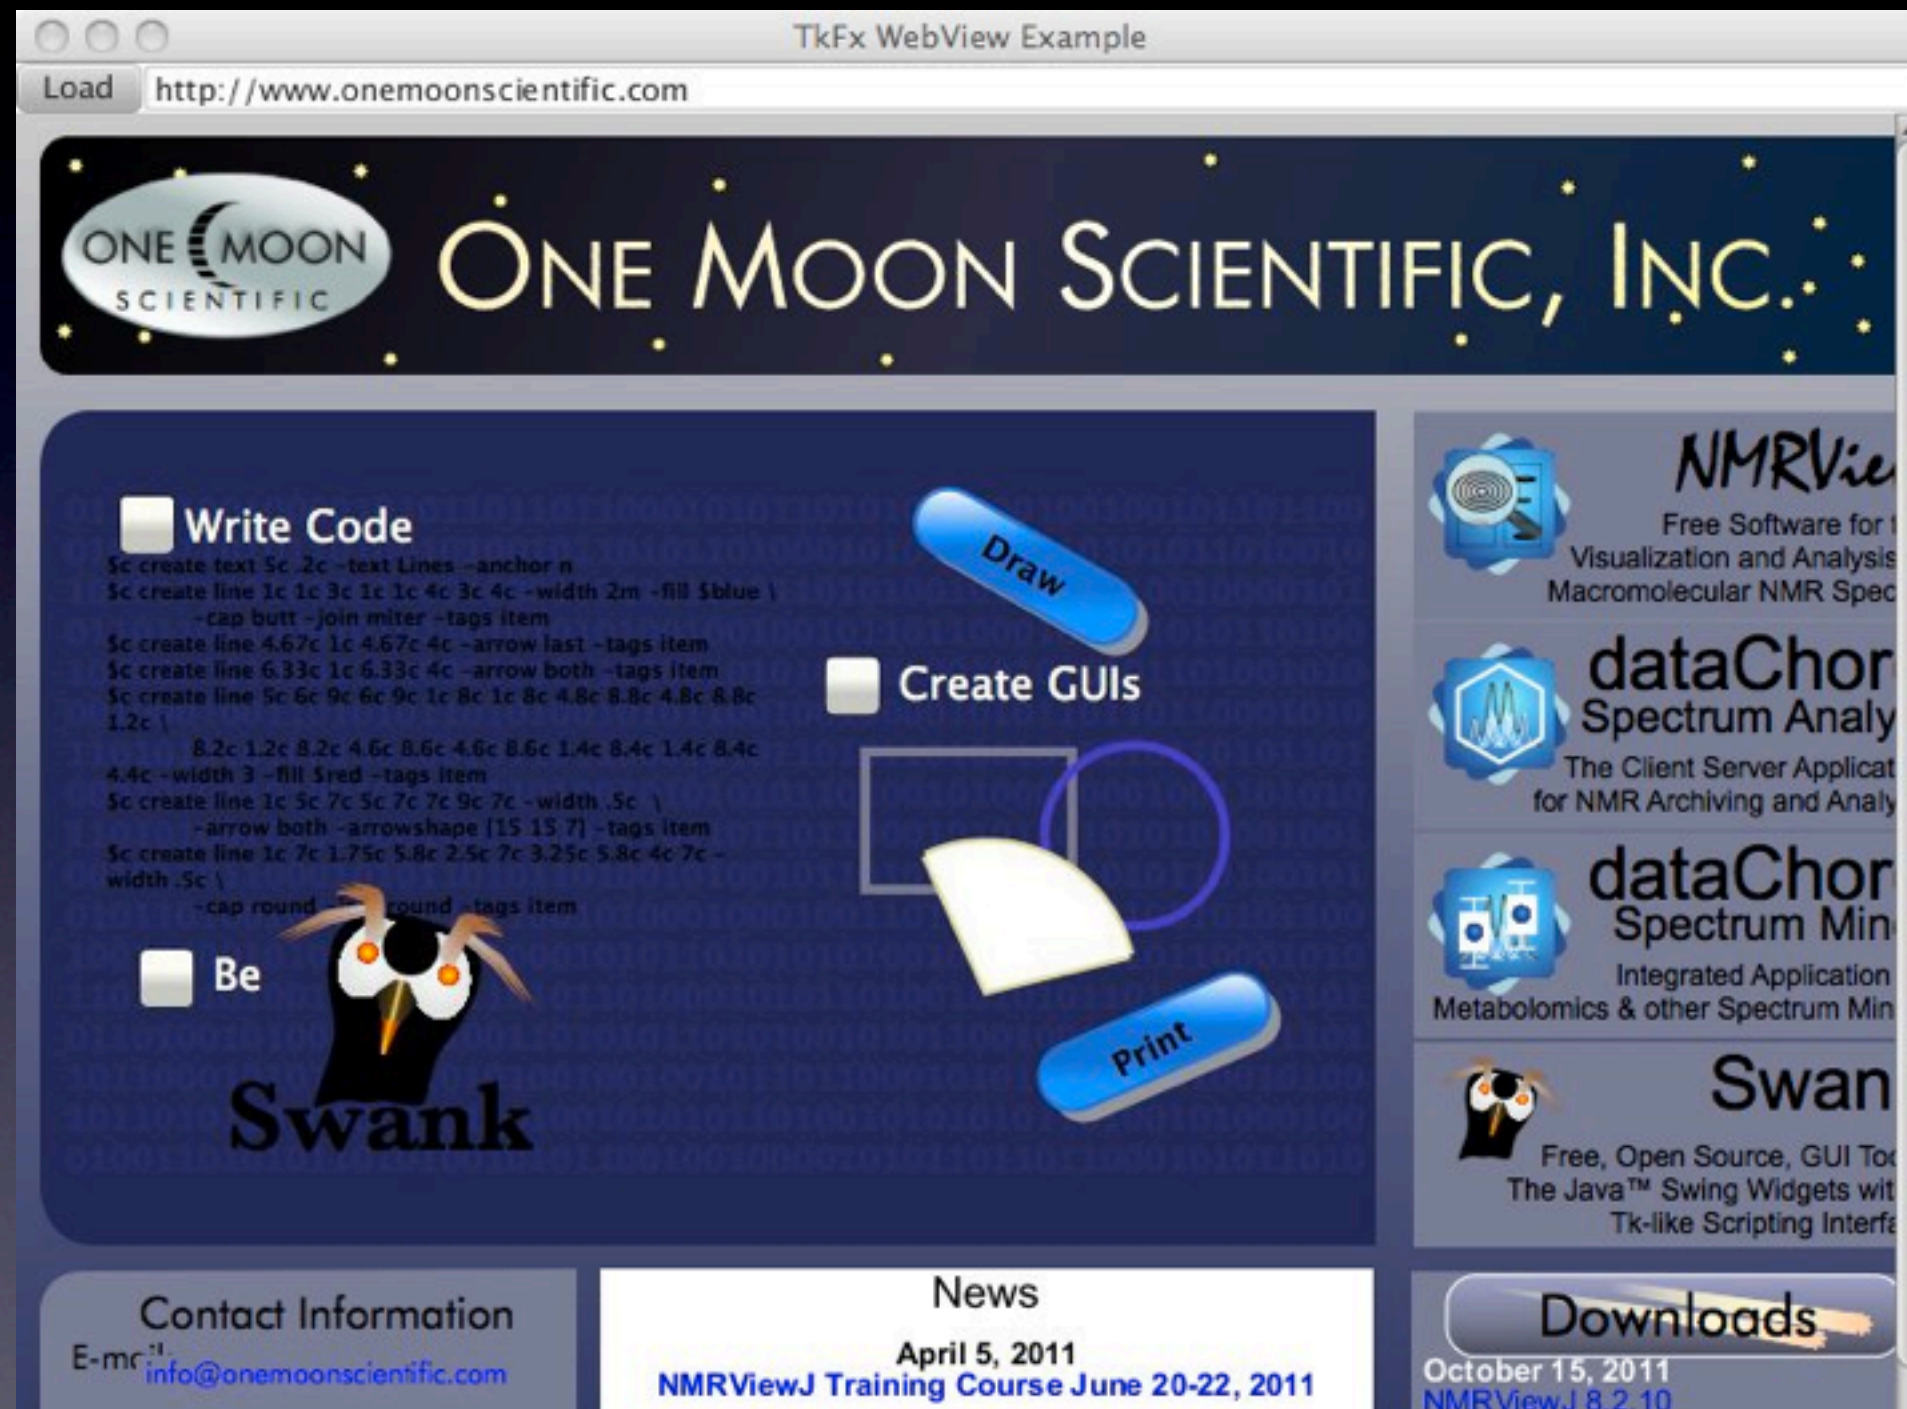 TkFx WebView Example
Load
http://www.onemoonscientific.com
ONE MOON
SCIENTIFIC
ONE MOON SCIENTIFIC, INC.
Write Code
$c create text 5c .2c -text Lines -anchor n
$c create line 1c 1c 3c 1c 1c 4c 3c 4c -width 2m -fill $blue \
-cap butt -join miter -tags item
$c create line 4.67c 1c 4.67c 4c -arrow last -tags item
$c create line 6.33c 1c 6.33c 4c -arrow both -tags item
$c create line 5c 6c 9c 6c 9c 1c 8c 1c 8c 4.8c 8.8c 4.8c 8.8c
1.2c \
8.2c 1.2c 8.2c 4.6c 8.6c 4.6c 8.6c 1.4c 8.4c 1.4c 8.4c
4.4c -width 3 -fill $red -tags item
$c create line 1c 5c 7c 5c 7c 7c 9c 7c -width .5c \
-arrow both -arrowshape {15 15 7} -tags item
$c create line 1c 7c 1.75c 5.8c 2.5c 7c 3.25c 5.8c 4c 7c -
width .5c \
-cap round round -tags item
Be
Swank
Draw
Create GUIs
Print
NMRVie
Free Software for
Visualization and Analysis
Macromolecular NMR Spec
dataChor
Spectrum Analy
The Client Server Applicat
for NMR Archiving and Analy
dataChor
Spectrum Min
Integrated Application
Metabolomics & other Spectrum Min
Swan
Free, Open Source, GUI Too
The Java™ Swing Widgets wit
Tk-like Scripting Interfa
Contact Information
info@onemoonscientific.com
News
April 5, 2011
NMRViewJ Training Course June 20-22, 2011
Downloads
October 15, 2011
NMRViewJ 8.2.10